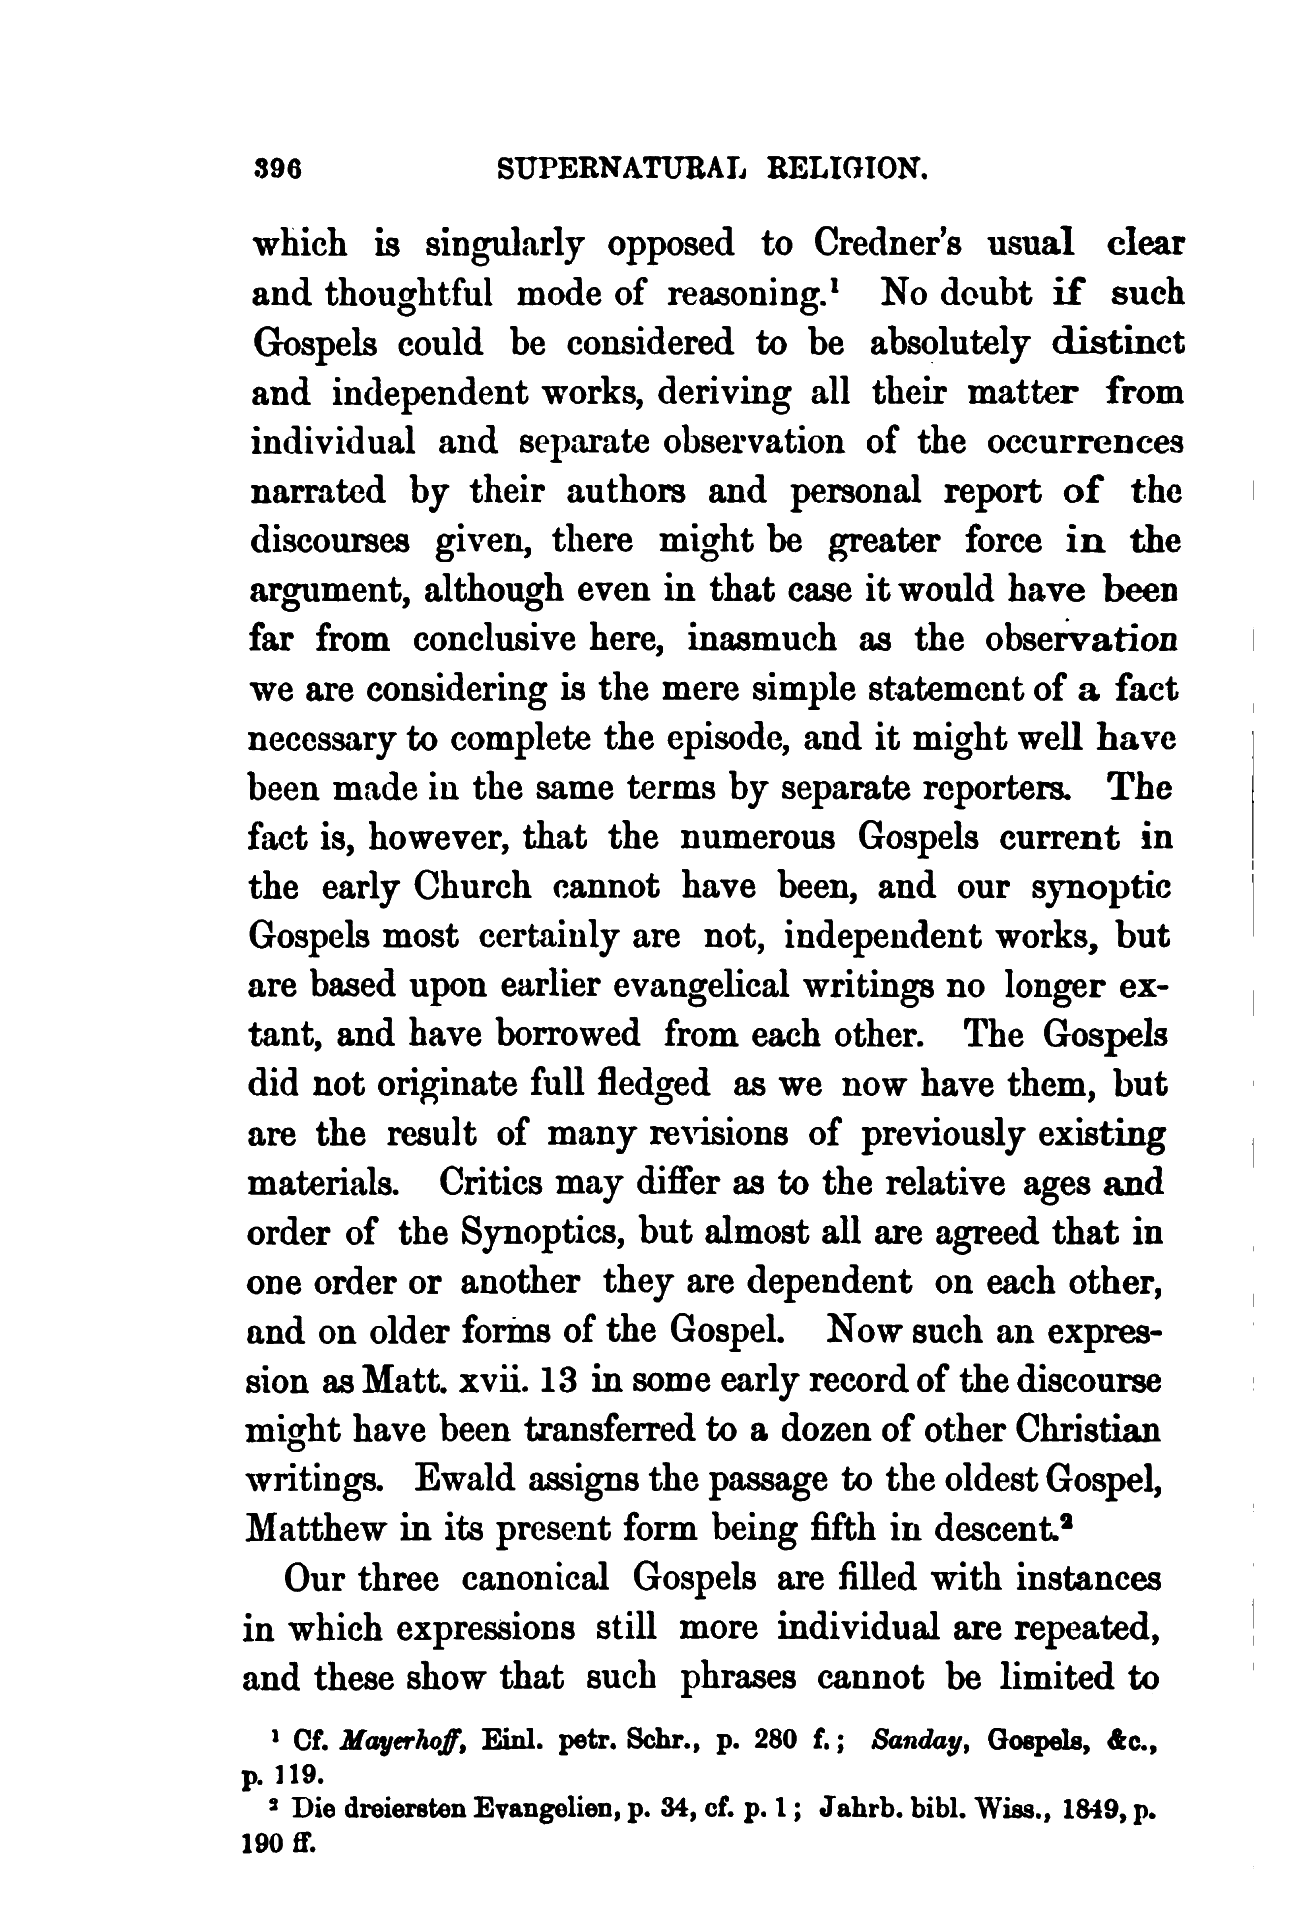 396 SUPERNATURAL RELIGION.
which is singularly opposed to Credner's usual clear
and thoughtful mode of reasoning.¹ No doubt if such
Gospels could be considered to be absolutely distinct
and independent works, deriving all their matter from
individual and separate observation of the occurrences
narrated by their authors and personal report of the
discourses given, there might be greater force in the
argument, although even in that case it would have been
far from conclusive here, inasmuch as the observation
we are considering is the mere simple statement of a fact
necessary to complete the episode, and it might well have
been made in the same terms by separate reporters. The
fact is, however, that the numerous Gospels current in
the early Church cannot have been, and our synoptic
Gospels most certainly are not, independent works, but
are based upon earlier evangelical writings no longer ex-
tant, and have borrowed from each other. The Gospels
did not originate full fledged as we now have them, but
are the result of many revisions of previously existing
materials. Critics may differ as to the relative ages and
order of the Synoptics, but almost all are agreed that in
one order or another they are dependent on each other,
and on older forms of the Gospel. Now such an expres-
sion as Matt. xvii. 13 in some early record of the discourse
might have been transferred to a dozen of other Christian
writings. Ewald assigns the passage to the oldest Gospel,
Matthew in its present form being fifth in descent.²
Our three canonical Gospels are filled with instances
in which expressions still more individual are repeated,
and these show that such phrases cannot be limited to
¹ Cf. Mayerhoff, Einl. petr. Schr., p. 280 f.; Sanday, Gospels, &c.,
p. 119.
² Die dreiersten Evangelien, p. 34, cf. p. 1; Jahrb. bibl. Wiss., 1849, p.
190 ff.